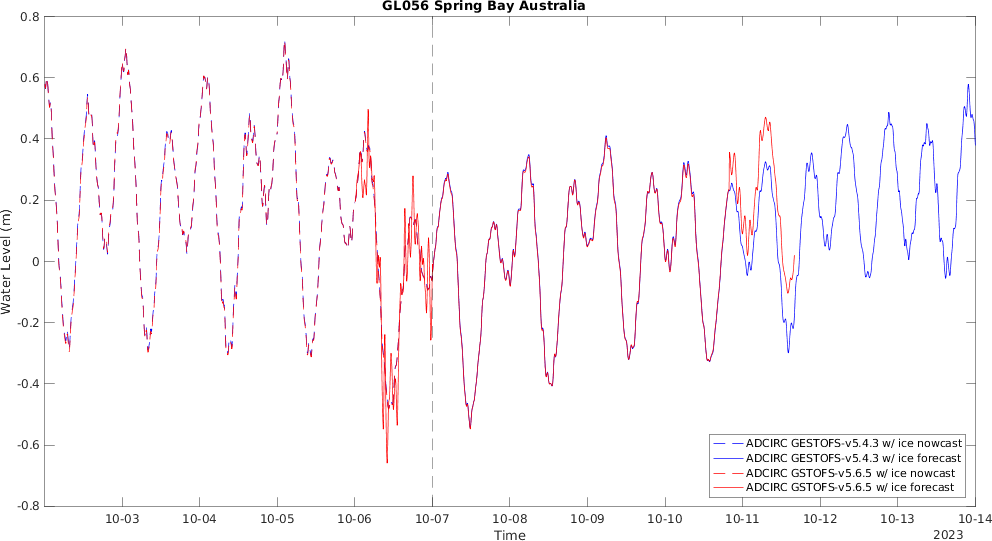 GL056 Spring Bay Australia
0.8
0.6
0.4
0.2
0
-0.2
-0.4
-0.6
-0.8
Water Level (m)
ADCIRC GESTOFS-v5.4.3 w/ ice nowcast
ADCIRC GESTOFS-v5.4.3 w/ ice forecast
ADCIRC GSTOFS-v5.6.5 w/ ice nowcast
ADCIRC GSTOFS-v5.6.5 w/ ice forecast
10-03 10-04 10-05 10-06 10-07 10-08 10-09 10-10 10-11 10-12 10-13 10-14
Time
2023